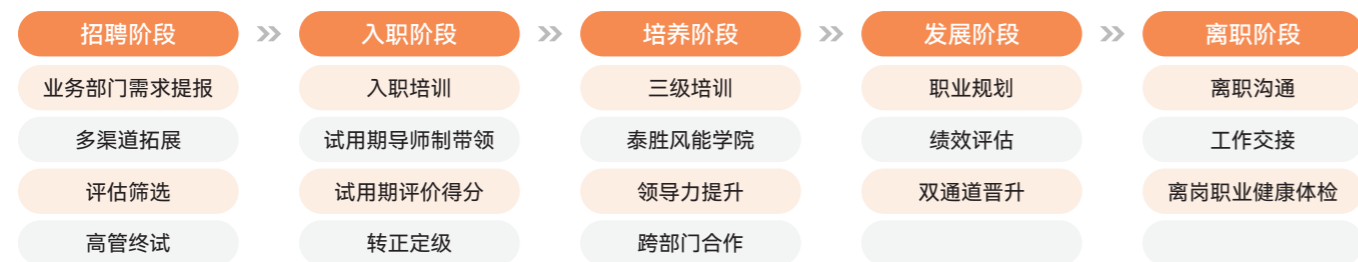 招聘阶段 >> 入职阶段 >> 培养阶段 >> 发展阶段 >> 离职阶段
业务部门需求提报 入职培训 三级培训 职业规划 离职沟通
多渠道拓展 试用期导师制带领 泰胜风能学院 绩效评估 工作交接
评估筛选 试用期评价得分 领导力提升 双通道晋升 离岗职业健康体检
高管终试 转正定级 跨部门合作